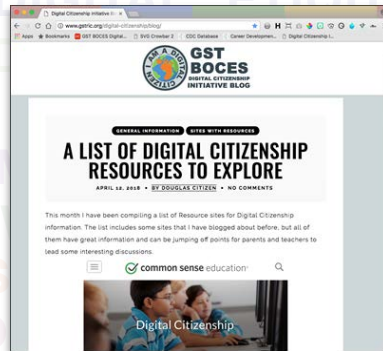 Digital Citizenship Initiative Bl
www.gstric.org/digital-citizenship/blog/
Apps Bookmarks GST BOCES Digital... SVG Crowbar 2 COC Database Career Developmen... Digital Citizenship I...
I AM A DIGITAL CITIZEN
GST
BOCES
DIGITAL CITIZENSHIP
INITIATIVE BLOG
GENERAL INFORMATION SITES WITH RESOURCES
A LIST OF DIGITAL CITIZENSHIP
RESOURCES TO EXPLORE
APRIL 12, 2018 • BY DOUGLAS CITIZEN • NO COMMENTS
This month I have been compiling a list of Resource sites for Digital Citizenship
information. The list includes some sites that I have blogged about before, but all of
them have great information and can be jumping off points for parents and teachers to
lead some interesting discussions.
common sense education
Digital Citizenship